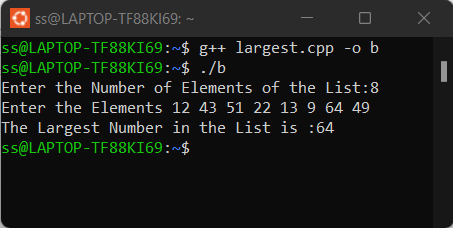 ss@LAPTOP-TF88KI69: ~
ss@LAPTOP-TF88KI69:~$ g++ largest.cpp -o b
ss@LAPTOP-TF88KI69:~$ ./b
Enter the Number of Elements of the List:8
Enter the Elements 12 43 51 22 13 9 64 49
The Largest Number in the List is :64
ss@LAPTOP-TF88KI69:~$